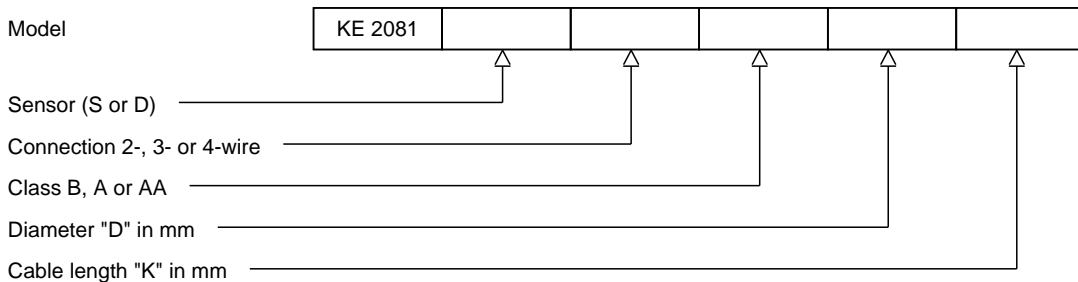 Model KE 2081
Sensor (S or D)
Connection 2-, 3- or 4-wire
Class B, A or AA
Diameter "D" in mm
Cable length "K" in mm